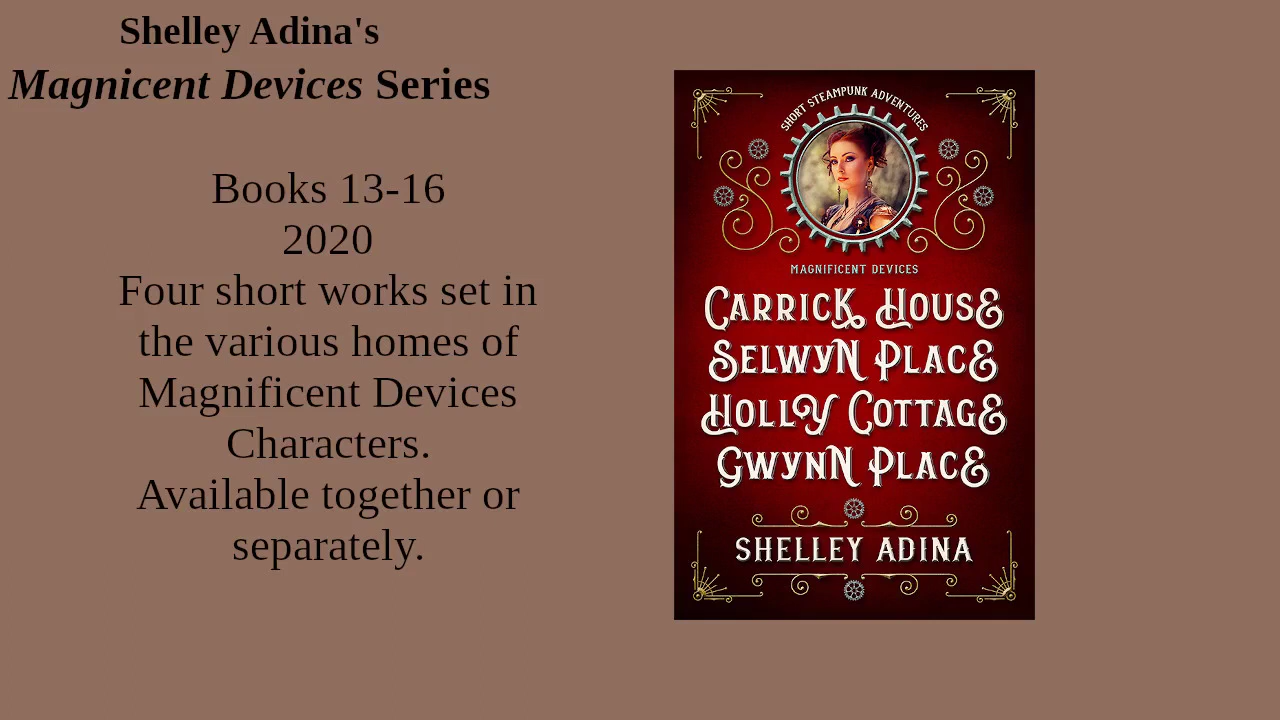 Shelley Adina's
Magnicent Devices Series
Books 13-16
2020
Four short works set in
the various homes of
Magnificent Devices
Characters.
Available together or
separately.
SHORT STEAMPUNK ADVENTURES
MAGNIFICENT DEVICES
CARRICK HOUSE
SELWYN PLACE
HOLLY COTTAGE
GWYNN PLACE
SHELLEY ADINA